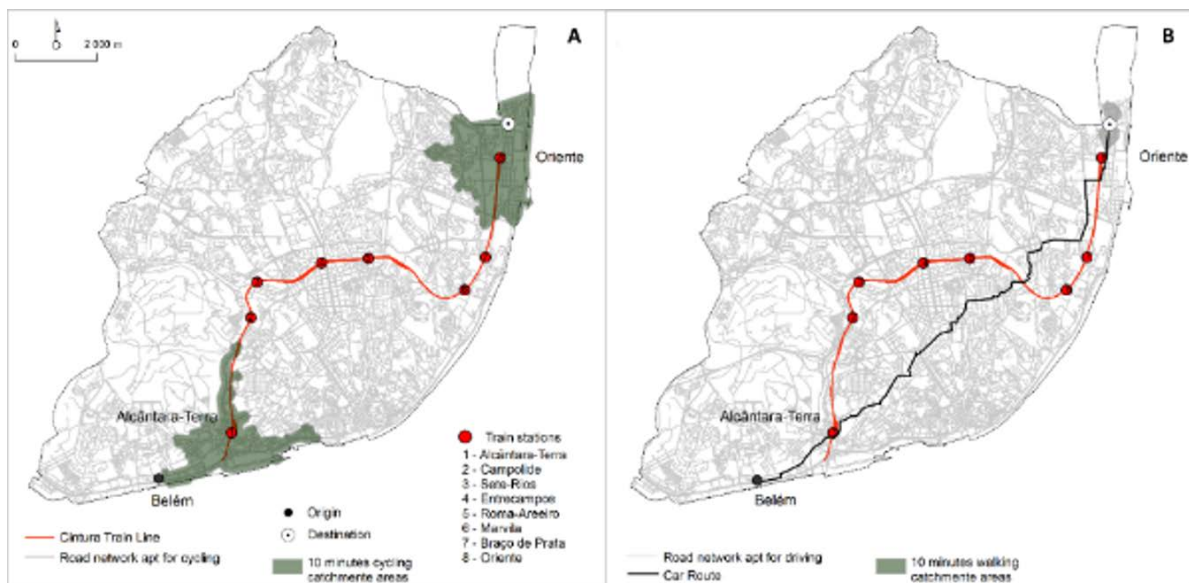 A
0 2 000 m
Oriente
Alcântara-Terra
Belém
Train stations
1 - Alcântara-Terra
2 - Campolide
3 - Sete-Rios
4 - Entrecampos
5 - Roma-Areeiro
6 - Marvila
7 - Braço de Prata
8 - Oriente
Origin
Destination
Cintura Train Line
Road network apt for cycling
10 minutes cycling
catchmente areas
B
Oriente
Alcântara-Terra
Belém
Road network apt for driving
Car Route
10 minutes walking
catchmente areas